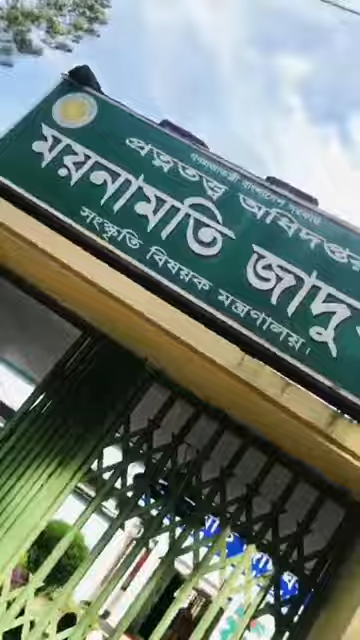 গণপ্রজাতন্ত্রী বাংলাদেশ সরকার
প্রত্নতত্ত্ব অধিদপ্তর
ময়নামতি জাদু
সংস্কৃতি বিষয়ক মন্ত্রণালয়।